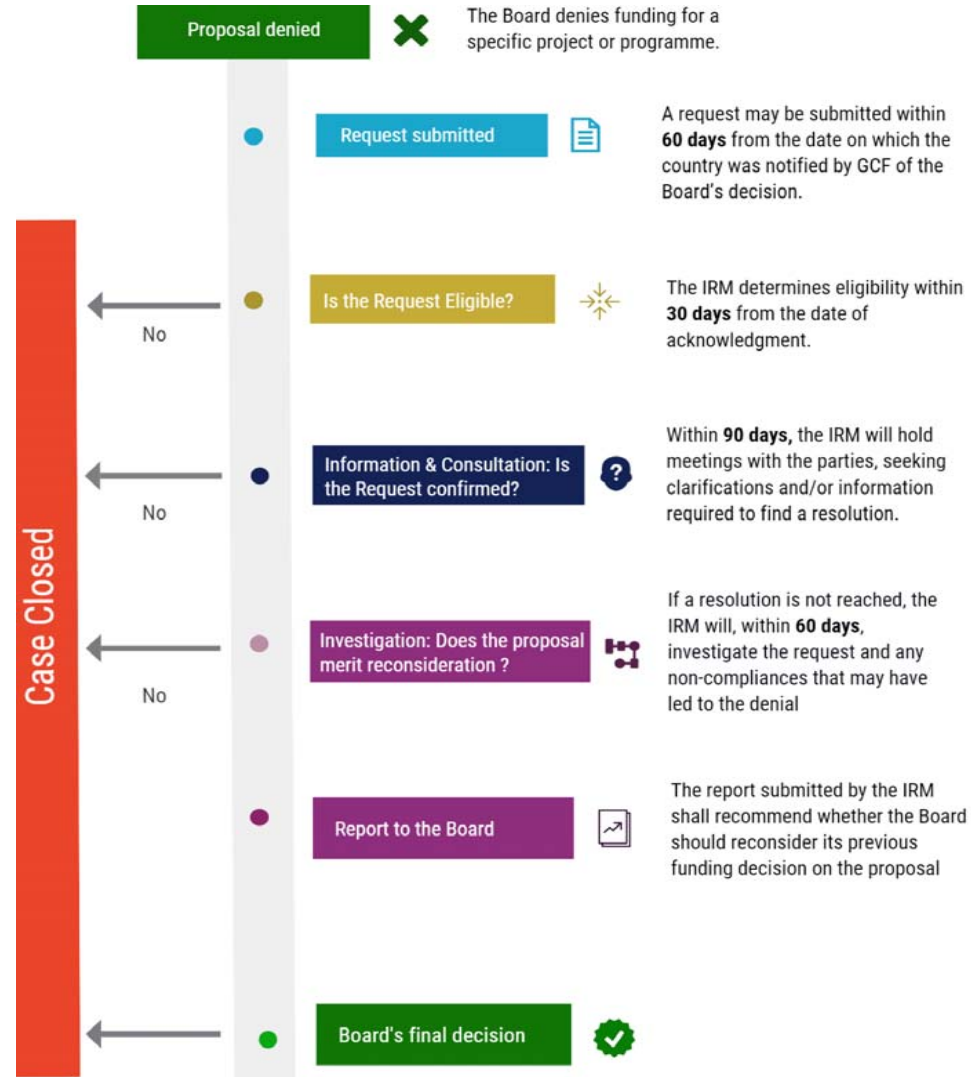 Proposal denied
The Board denies funding for a
specific project or programme.
Request submitted
A request may be submitted within
60 days from the date on which the
country was notified by GCF of the
Board's decision.
Is the Request Eligible?
The IRM determines eligibility within
30 days from the date of
acknowledgment.
No
Information & Consultation: Is
the Request confirmed?
?
Within 90 days, the IRM will hold
meetings with the parties, seeking
clarifications and/or information
required to find a resolution.
No
Case Closed
Investigation: Does the proposal
merit reconsideration ?
If a resolution is not reached, the
IRM will, within 60 days,
investigate the request and any
non-compliances that may have
led to the denial
No
Report to the Board
The report submitted by the IRM
shall recommend whether the Board
should reconsider its previous
funding decision on the proposal
Board's final decision